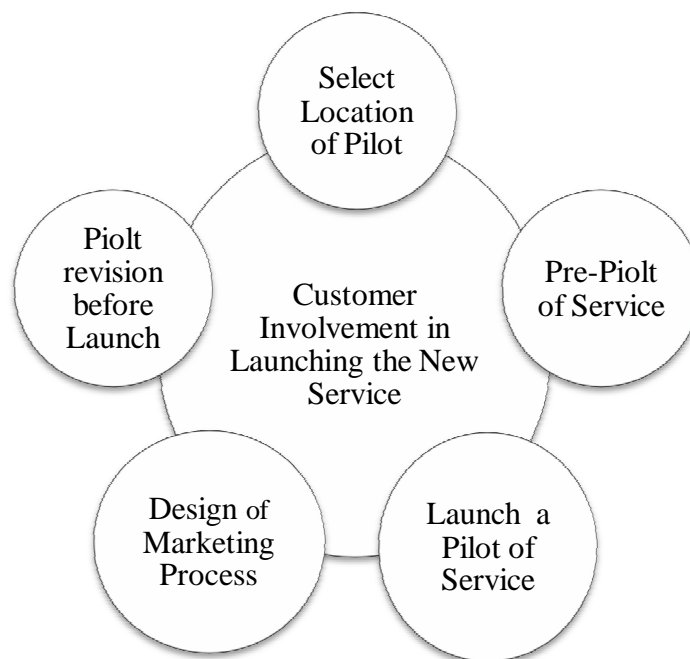 Select
Location
of Pilot
Pre-Piolt
of Service
Launch a
Pilot of
Service
Design of
Marketing
Process
Piolt
revision
before
Launch
Customer
Involvement in
Launching the New
Service